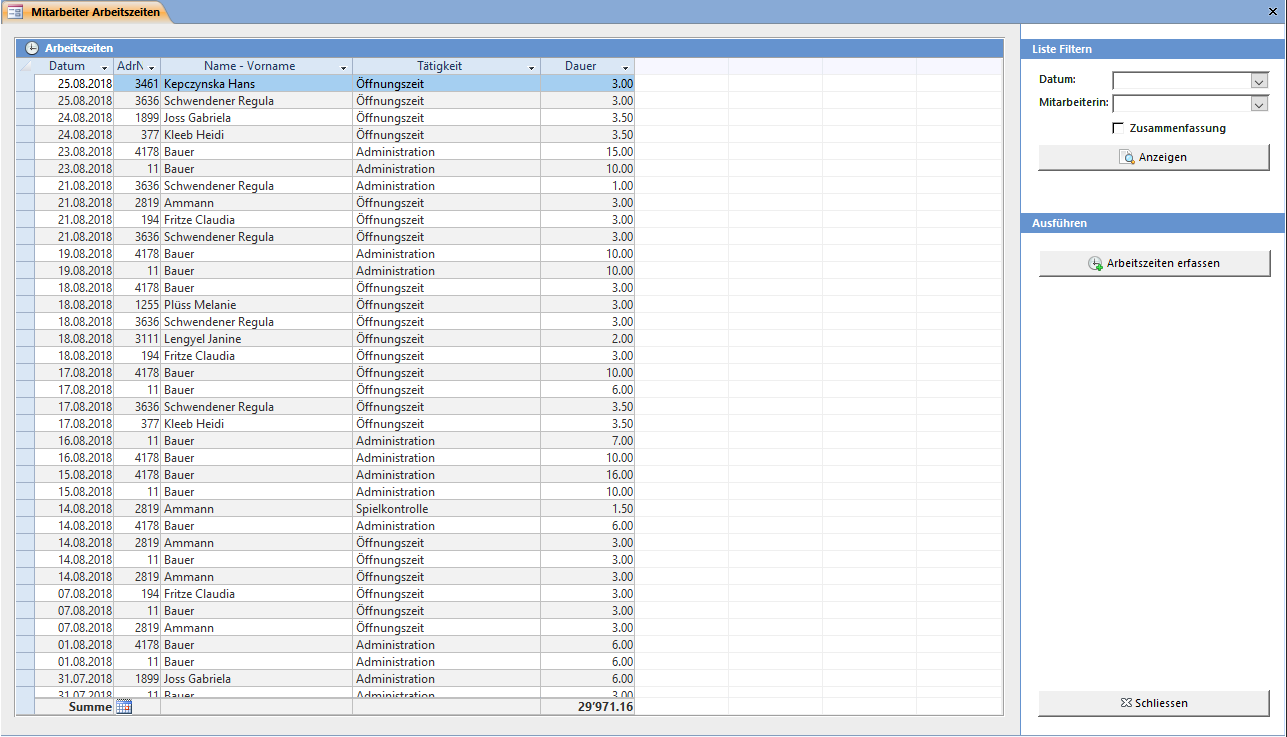 Mitarbeiter Arbeitszeiten
Arbeitszeiten
Datum AdrN Name - Vorname Tätigkeit Dauer
25.08.2018 3461 Kepczynska Hans Öffnungszeit 3.00
25.08.2018 3636 Schwendener Regula Öffnungszeit 3.00
24.08.2018 1899 Joss Gabriela Öffnungszeit 3.50
24.08.2018 377 Kleeb Heidi Öffnungszeit 3.50
23.08.2018 4178 Bauer Administration 15.00
23.08.2018 11 Bauer Administration 10.00
21.08.2018 3636 Schwendener Regula Administration 1.00
21.08.2018 2819 Ammann Öffnungszeit 3.00
21.08.2018 194 Fritze Claudia Öffnungszeit 3.00
21.08.2018 3636 Schwendener Regula Öffnungszeit 3.00
19.08.2018 4178 Bauer Administration 10.00
19.08.2018 11 Bauer Administration 10.00
18.08.2018 4178 Bauer Öffnungszeit 3.00
18.08.2018 1255 Plüss Melanie Öffnungszeit 3.00
18.08.2018 3636 Schwendener Regula Öffnungszeit 3.00
18.08.2018 3111 Lengyel Janine Öffnungszeit 2.00
18.08.2018 194 Fritze Claudia Öffnungszeit 3.00
17.08.2018 4178 Bauer Öffnungszeit 10.00
17.08.2018 11 Bauer Öffnungszeit 6.00
17.08.2018 3636 Schwendener Regula Öffnungszeit 3.50
17.08.2018 377 Kleeb Heidi Öffnungszeit 3.50
16.08.2018 11 Bauer Administration 7.00
16.08.2018 4178 Bauer Administration 10.00
15.08.2018 4178 Bauer Administration 16.00
15.08.2018 11 Bauer Administration 10.00
14.08.2018 2819 Ammann Spielkontrolle 1.50
14.08.2018 4178 Bauer Administration 6.00
14.08.2018 2819 Ammann Öffnungszeit 3.00
14.08.2018 11 Bauer Öffnungszeit 3.00
14.08.2018 2819 Ammann Öffnungszeit 3.00
07.08.2018 194 Fritze Claudia Öffnungszeit 3.00
07.08.2018 11 Bauer Öffnungszeit 3.00
07.08.2018 2819 Ammann Öffnungszeit 3.00
01.08.2018 4178 Bauer Administration 6.00
01.08.2018 11 Bauer Administration 6.00
31.07.2018 1899 Joss Gabriela Administration 6.00
31.07.2018 11 Bauer Administration 3.00
Summe 29'971.16
Liste Filtern
Datum:
Mitarbeiterin:
Zusammenfassung
Anzeigen
Ausführen
Arbeitszeiten erfassen
Schliessen